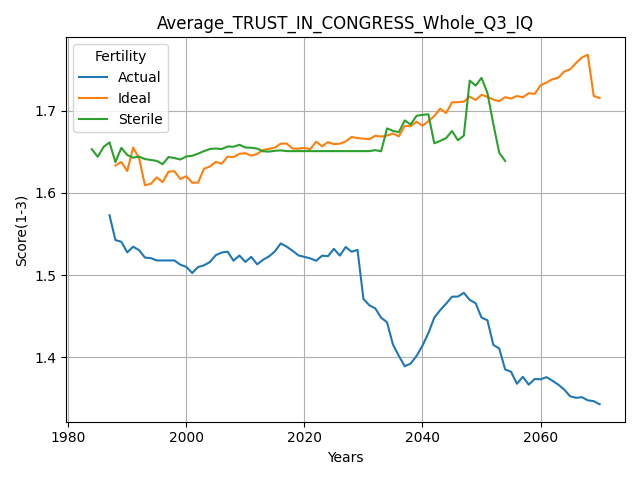 Average_TRUST_IN_CONGRESS_Whole_Q3_IQ
Fertility
Actual
Ideal
Sterile
Score(1-3)
1.7
1.6
1.5
1.4
1980
2000
2020
2040
2060
Years